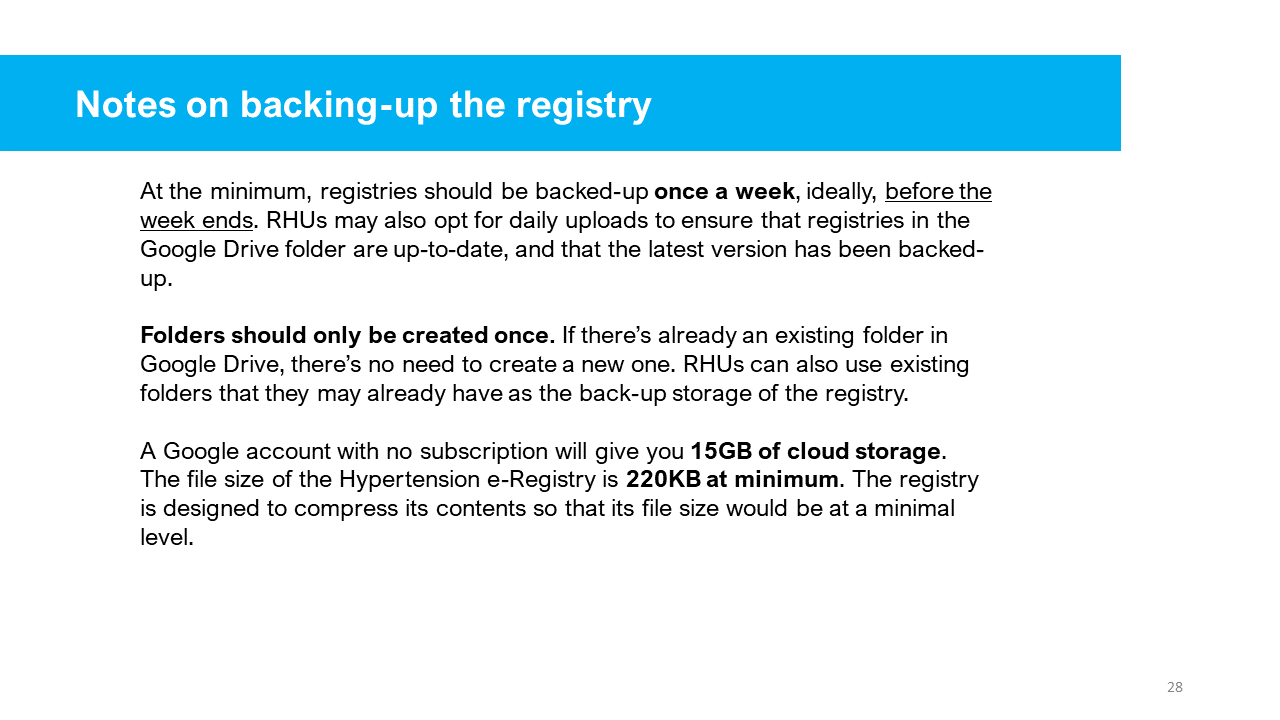 Notes on backing-up the registry
At the minimum, registries should be backed-up once a week, ideally, before the
week ends. RHUs may also opt for daily uploads to ensure that registries in the
Google Drive folder are up-to-date, and that the latest version has been backed-
up.
Folders should only be created once. If there’s already an existing folder in
Google Drive, there’s no need to create a new one. RHUs can also use existing
folders that they may already have as the back-up storage of the registry.
A Google account with no subscription will give you 15GB of cloud storage.
The file size of the Hypertension e-Registry is 220KB at minimum. The registry
is designed to compress its contents so that its file size would be at a minimal
level.
28